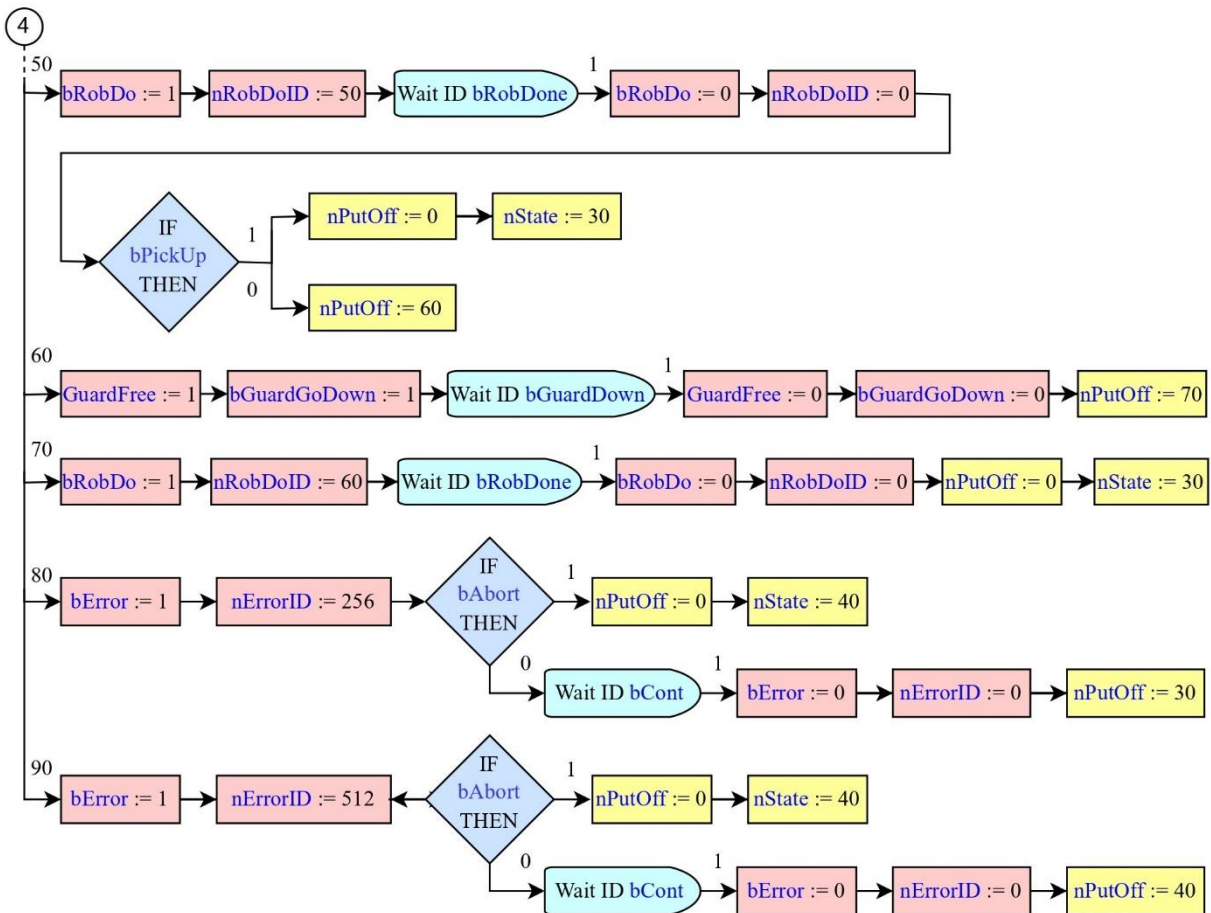 4
50
bRobDo := 1
nRobDoID := 50
Wait ID bRobDone
1
bRobDo := 0
nRobDoID := 0
IF
bPickUp
THEN
1
0
nPutOff := 0
nState := 30
nPutOff := 60
60
GuardFree := 1
bGuardGoDown := 1
Wait ID bGuardDown
1
GuardFree := 0
bGuardGoDown := 0
nPutOff := 70
70
bRobDo := 1
nRobDoID := 60
Wait ID bRobDone
1
bRobDo := 0
nRobDoID := 0
nPutOff := 0
nState := 30
80
bError := 1
nErrorID := 256
IF
bAbort
THEN
1
nPutOff := 0
nState := 40
0
Wait ID bCont
1
bError := 0
nErrorID := 0
nPutOff := 30
90
bError := 1
nErrorID := 512
IF
bAbort
THEN
1
nPutOff := 0
nState := 40
0
Wait ID bCont
1
bError := 0
nErrorID := 0
nPutOff := 40